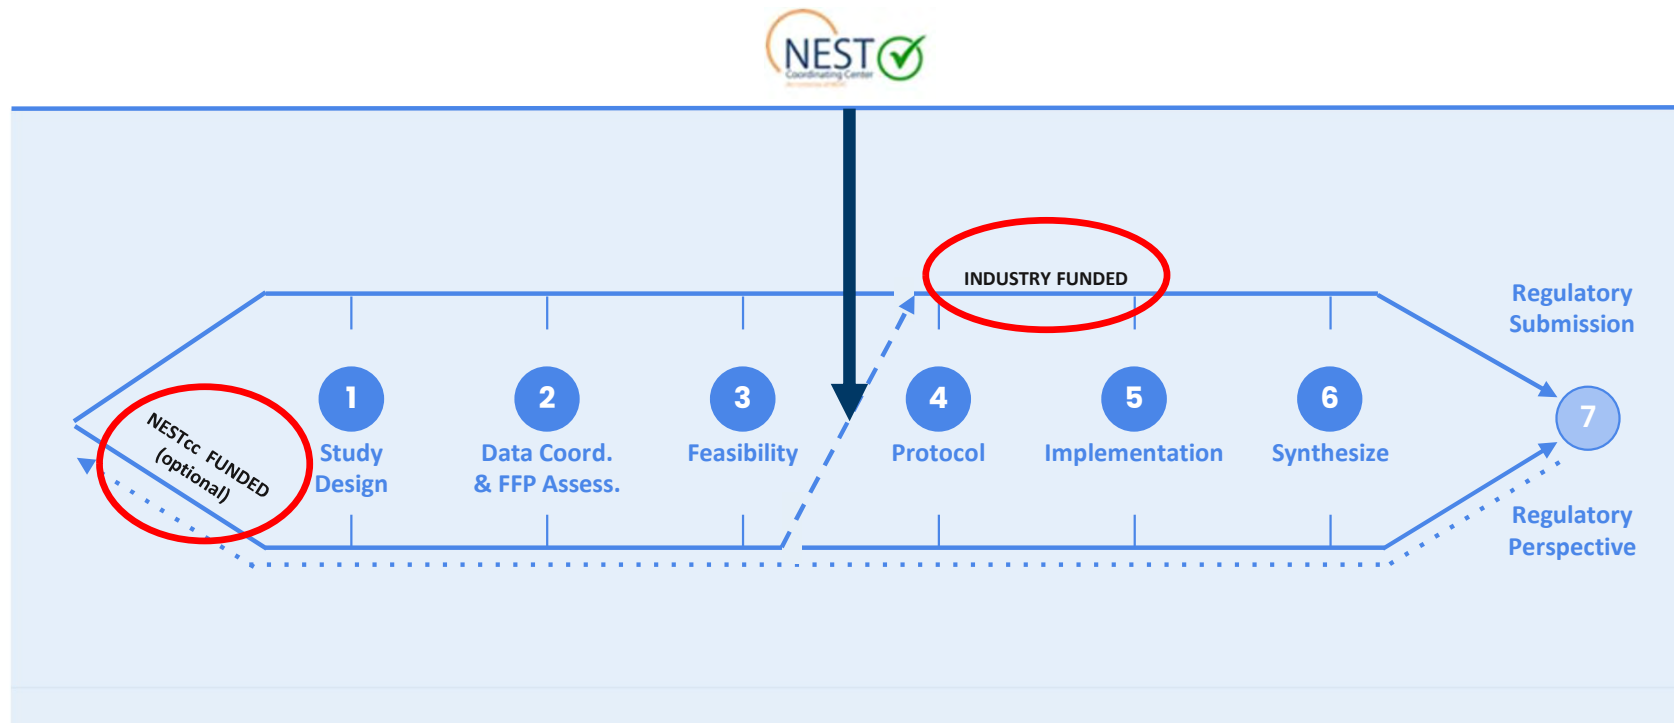 NEST
Coordinating Center
INDUSTRY FUNDED
Regulatory
Submission
1
2
3
4
5
6
7
NESTcc FUNDED
(optional)
Study
Design
Data Coord.
& FFP Assess.
Feasibility
Protocol
Implementation
Synthesize
Regulatory
Perspective